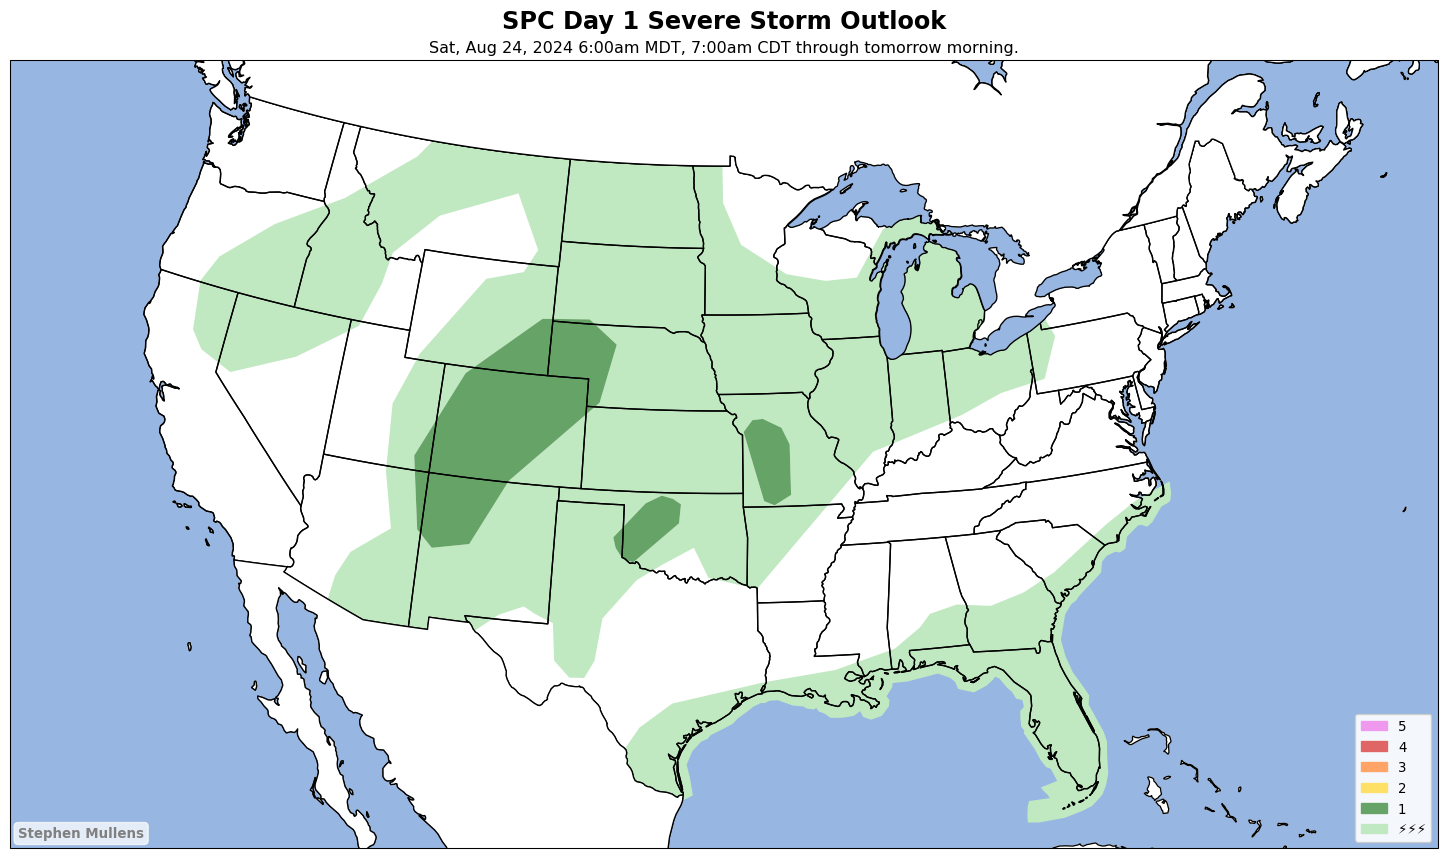 SPC Day 1 Severe Storm Outlook
Sat, Aug 24, 2024 6:00am MDT, 7:00am CDT through tomorrow morning.
5
4
3
2
1
⚡⚡⚡
Stephen Mullens